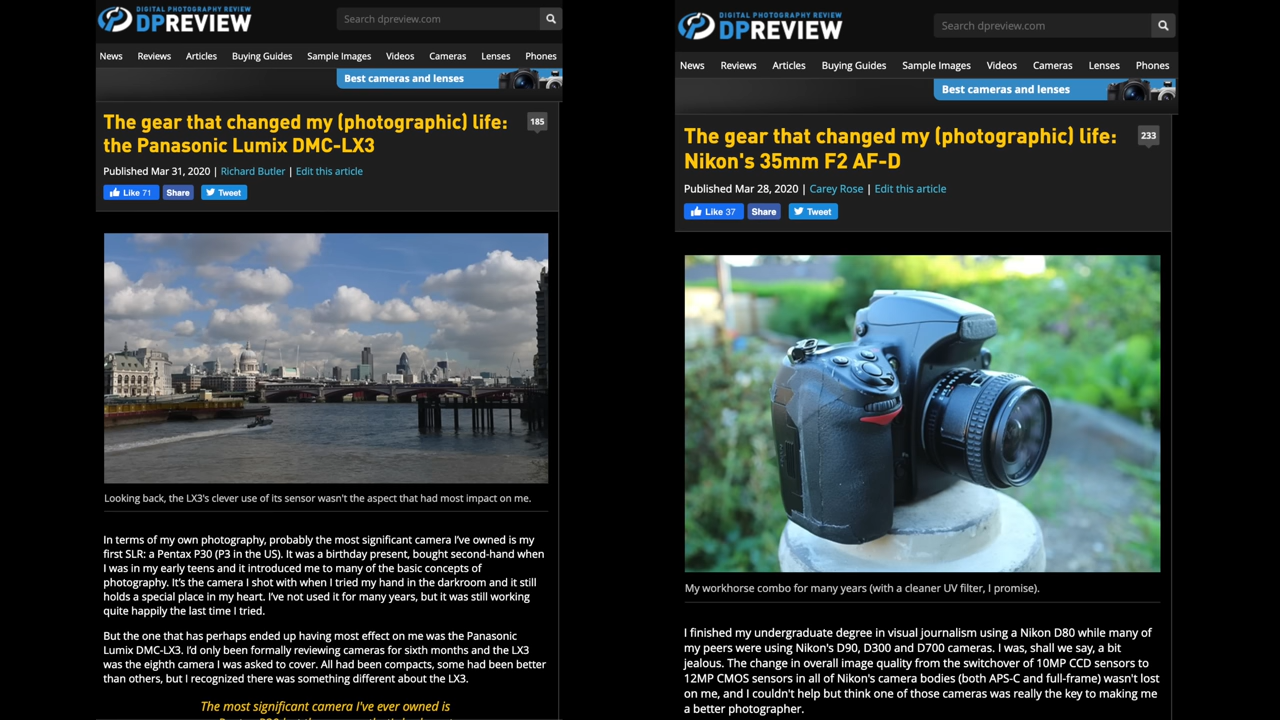 DIGITAL PHOTOGRAPHY REVIEW
DPREVIEW
Search dpreview.com
News Reviews Articles Buying Guides Sample Images Videos Cameras Lenses Phones
Best cameras and lenses
The gear that changed my (photographic) life:
the Panasonic Lumix DMC-LX3
185
Published Mar 31, 2020 | Richard Butler | Edit this article
Like 71 Share Tweet
Looking back, the LX3's clever use of its sensor wasn't the aspect that had most impact on me.
In terms of my own photography, probably the most significant camera I've owned is my
first SLR: a Pentax P30 (P3 in the US). It was a birthday present, bought second-hand when
I was in my early teens and it introduced me to many of the basic concepts of
photography. It's the camera I shot with when I tried my hand in the darkroom and it still
holds a special place in my heart. I've not used it for many years, but it was still working
quite happily the last time I tried.
But the one that has perhaps ended up having most effect on me was the Panasonic
Lumix DMC-LX3. I'd only been formally reviewing cameras for sixth months and the LX3
was the eighth camera I was asked to cover. All had been compacts, some had been better
than others, but I recognized there was something different about the LX3.
The most significant camera I've ever owned is
DIGITAL PHOTOGRAPHY REVIEW
DPREVIEW
Search dpreview.com
News Reviews Articles Buying Guides Sample Images Videos Cameras Lenses Phones
Best cameras and lenses
The gear that changed my (photographic) life:
Nikon's 35mm F2 AF-D
233
Published Mar 28, 2020 | Carey Rose | Edit this article
Like 37 Share Tweet
My workhorse combo for many years (with a cleaner UV filter, I promise).
I finished my undergraduate degree in visual journalism using a Nikon D80 while many of
my peers were using Nikon's D90, D300 and D700 cameras. I was, shall we say, a bit
jealous. The change in overall image quality from the switchover of 10MP CCD sensors to
12MP CMOS sensors in all of Nikon's camera bodies (both APS-C and full-frame) wasn't lost
on me, and I couldn't help but think one of those cameras was really the key to making me
a better photographer.